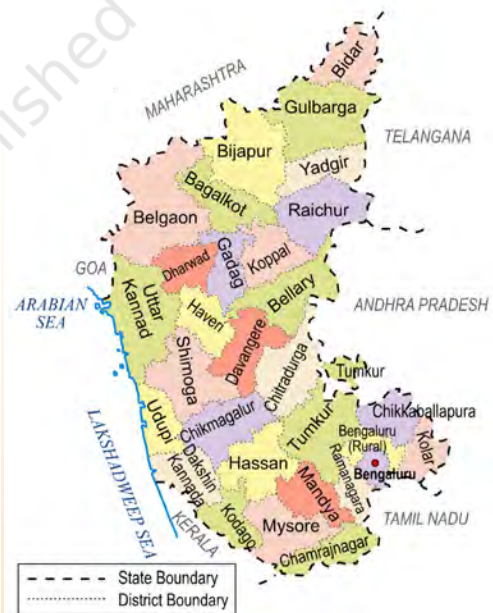 lished
MAHARASHTRA
Bidar
Gulbarga
TELANGANA
Bijapur
Yadgir
Bagalkot
Belgaon
Raichur
Gadag
Koppal
Dharwad
GOA
Uttar
Kannad
Bellary
ARABIAN
SEA
ANDHRA PRADESH
Haveri
Davangere
Shimoga
Chitradurga
Tumkur
Chikkaballapura
Udupi
Chikmagalur
Tumkur
Bengaluru
(Rural)
Kolar
LAKSHADWEEP SEA
Dakshin
Kannada
Hassan
Ramanagara
Bengaluru
Mandya
KERALA
Kodago
Mysore
TAMIL NADU
Chamrajnagar
State Boundary
District Boundary